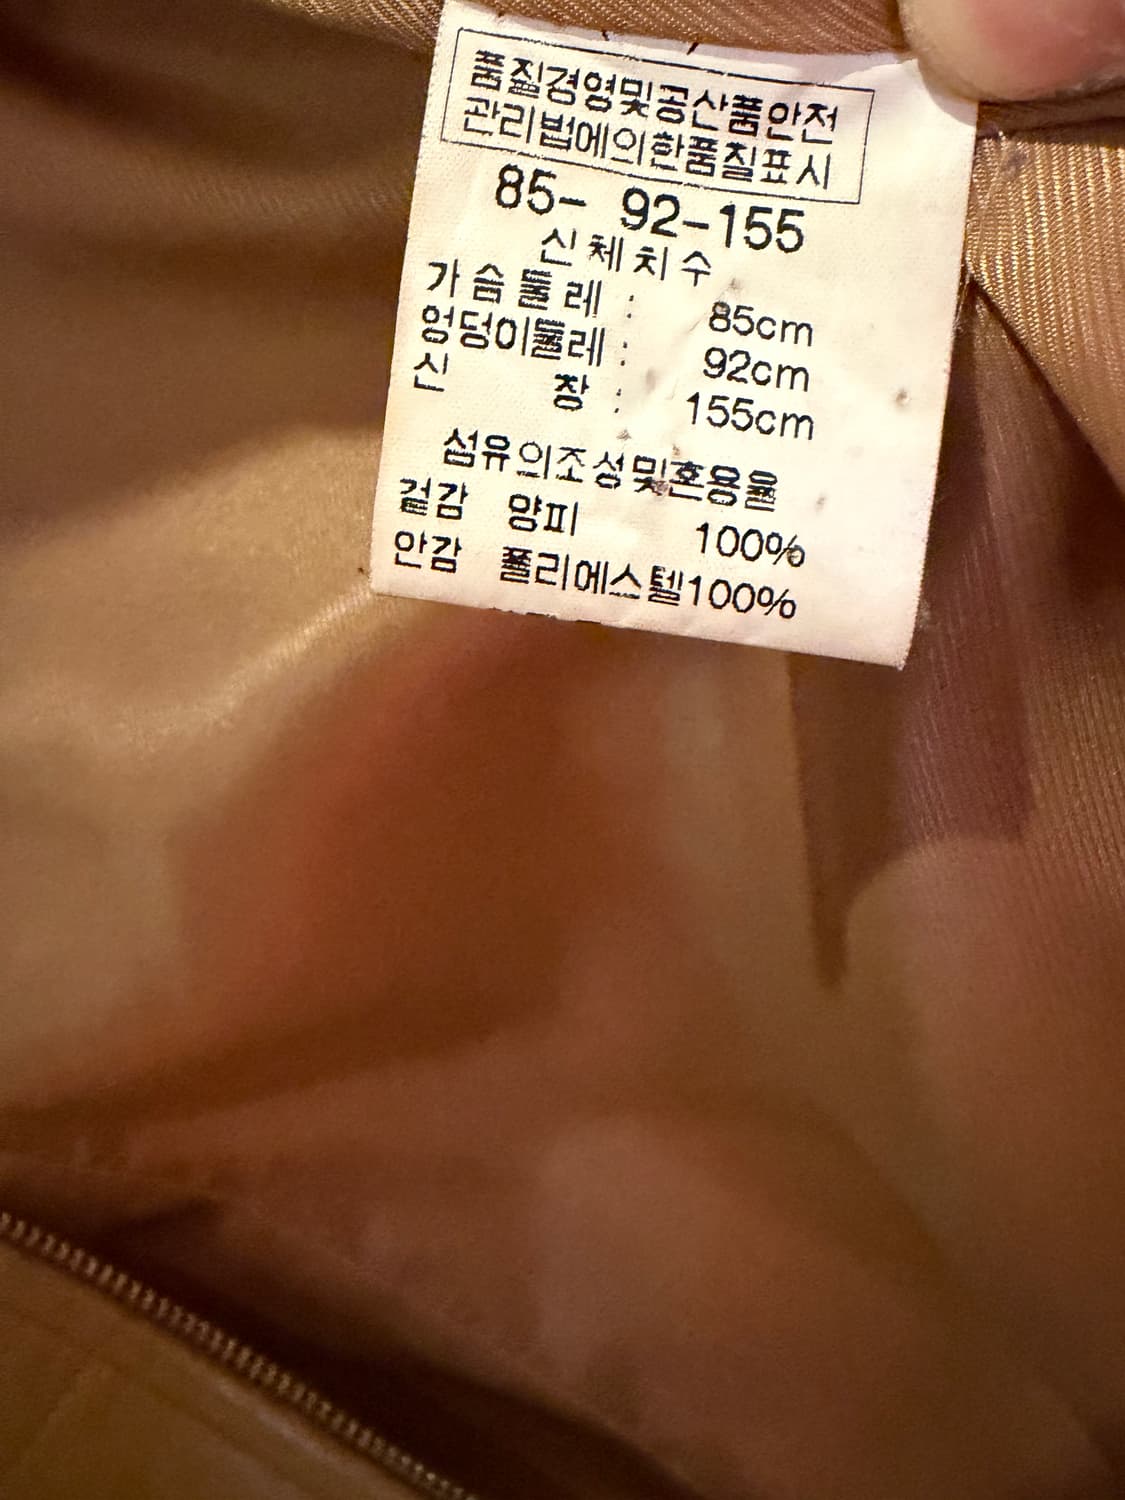 품질경영및공산품안전
관리법에의한품질표시
85- 92-155
신체치수
가슴둘레 : 85cm
엉덩이둘레 : 92cm
신 장 : 155cm
섬유의조성및혼용율
겉감 양피 100%
안감 폴리에스텔100%